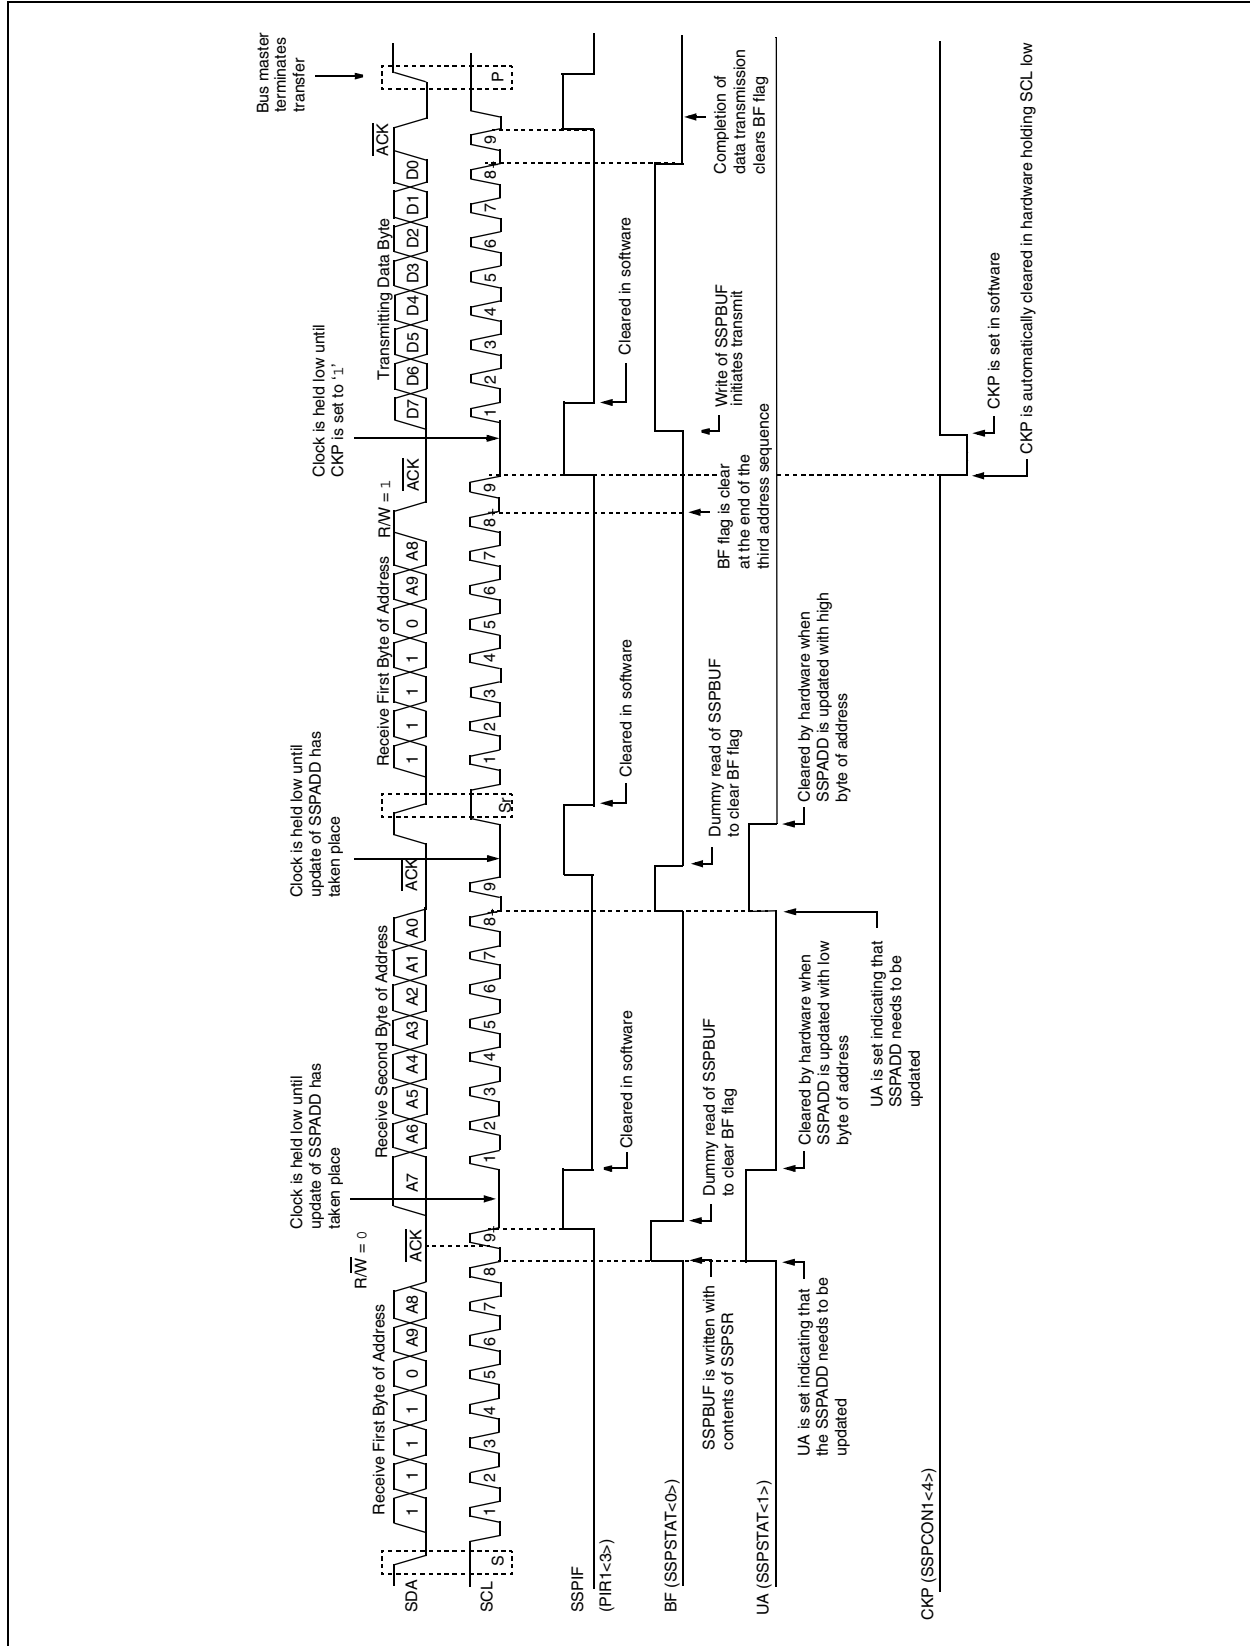 Receive First Byte of Address
R/W = 0
ACK
Clock is held low until
update of SSPADD has
taken place
Receive Second Byte of Address
ACK
Clock is held low until
update of SSPADD has
taken place
Receive First Byte of Address
R/W = 1
ACK
Clock is held low until
CKP is set to ‘1’
Transmitting Data Byte
ACK
Bus master
terminates
transfer
SDA
1 1 1 1 0 A9 A8
A7 A6 A5 A4 A3 A2 A1 A0
1 1 1 1 0 A9 A8
D7 D6 D5 D4 D3 D2 D1 D0
SCL
S
1 2 3 4 5 6 7 8 9
1 2 3 4 5 6 7 8 9
Sr
1 2 3 4 5 6 7 8 9
1 2 3 4 5 6 7 8 9
P
SSPIF
(PIR1<3>)
Cleared in software
Cleared in software
Cleared in software
BF (SSPSTAT<0>)
SSPBUF is written with
contents of SSPSR
Dummy read of SSPBUF
to clear BF flag
Dummy read of SSPBUF
to clear BF flag
BF flag is clear
at the end of the
third address sequence
Write of SSPBUF
initiates transmit
Completion of
data transmission
clears BF flag
UA (SSPSTAT<1>)
UA is set indicating that
the SSPADD needs to be
updated
Cleared by hardware when
SSPADD is updated with low
byte of address
UA is set indicating that
SSPADD needs to be
updated
Cleared by hardware when
SSPADD is updated with high
byte of address
CKP (SSPCON1<4>)
CKP is set in software
CKP is automatically cleared in hardware holding SCL low